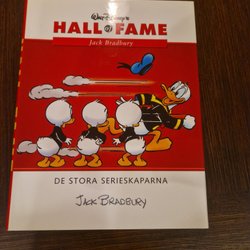 Walt Disney's
HALL OF FAME
Jack Bradbury
DE STORA SERIESKAPARNA
JACK BRADBURY